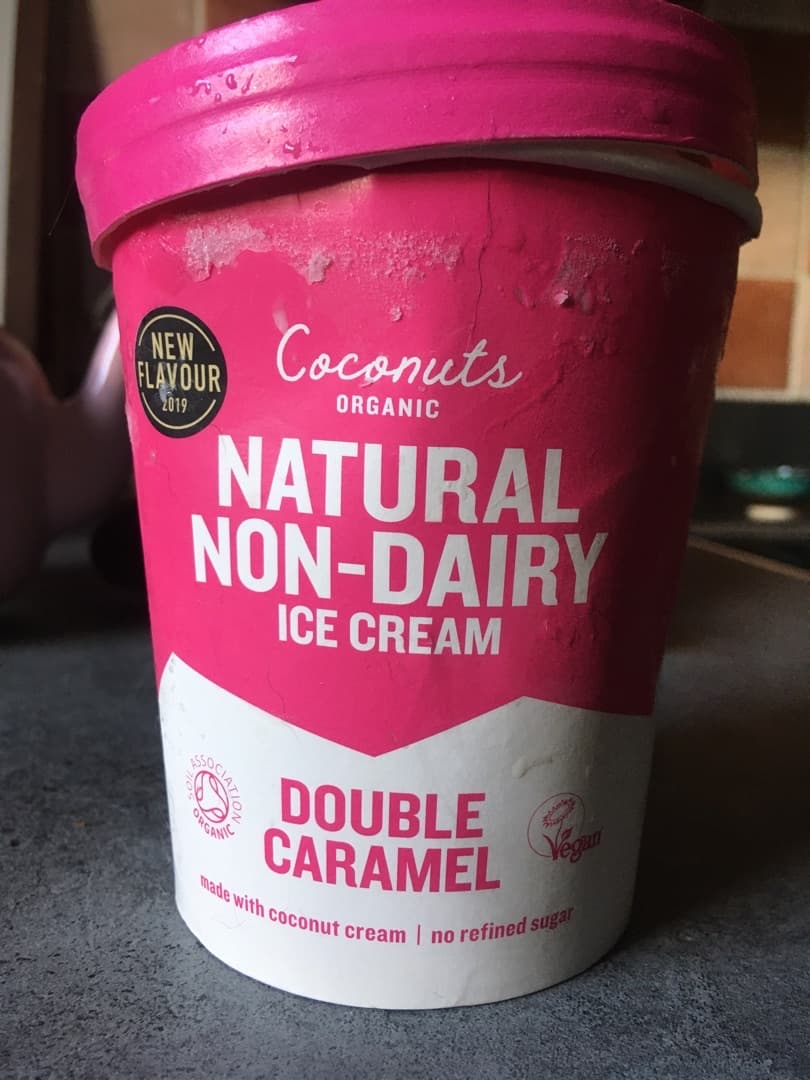 NEW
FLAVOUR
2019
Coconuts
ORGANIC
NATURAL
NON-DAIRY
ICE CREAM
SOIL ASSOCIATION
ORGANIC
DOUBLE
CARAMEL
Vegan
made with coconut cream | no refined sugar